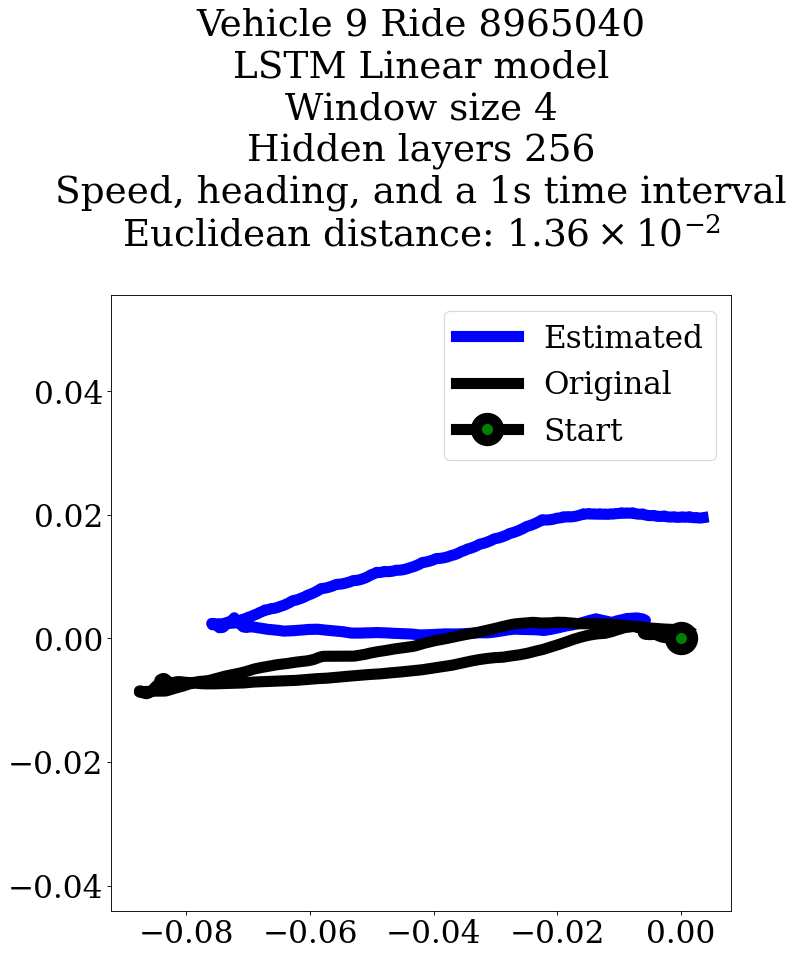 Vehicle 9 Ride 8965040
LSTM Linear model
Window size 4
Hidden layers 256
Speed, heading, and a 1s time interval
Euclidean distance: 1.36 × 10⁻²
Estimated
Original
Start
0.04
0.02
0.00
−0.02
−0.04
−0.08 −0.06 −0.04 −0.02 0.00